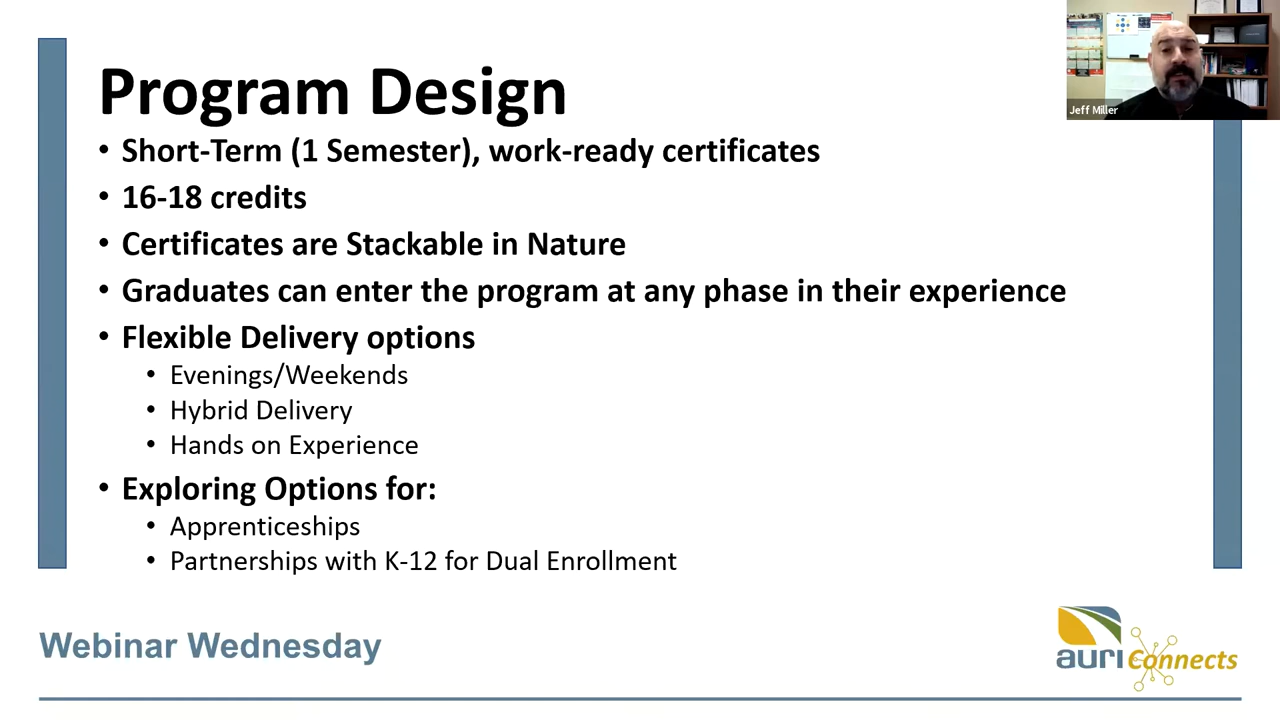 Program Design
• Short-Term (1 Semester), work-ready certificates
• 16-18 credits
• Certificates are Stackable in Nature
• Graduates can enter the program at any phase in their experience
• Flexible Delivery options
• Evenings/Weekends
• Hybrid Delivery
• Hands on Experience
• Exploring Options for:
• Apprenticeships
• Partnerships with K-12 for Dual Enrollment
Jeff Miller
Webinar Wednesday
auri Connects